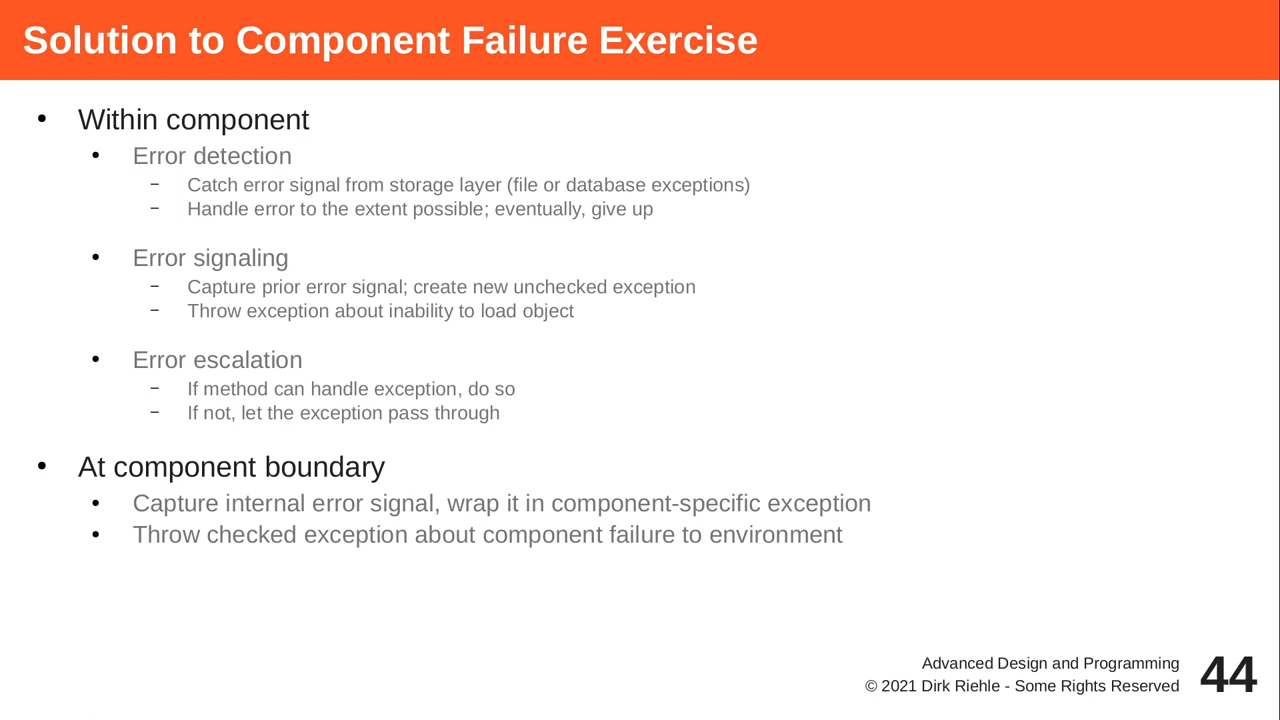 Solution to Component Failure Exercise
• Within component
• Error detection
– Catch error signal from storage layer (file or database exceptions)
– Handle error to the extent possible; eventually, give up
• Error signaling
– Capture prior error signal; create new unchecked exception
– Throw exception about inability to load object
• Error escalation
– If method can handle exception, do so
– If not, let the exception pass through
• At component boundary
• Capture internal error signal, wrap it in component-specific exception
• Throw checked exception about component failure to environment
Advanced Design and Programming
© 2021 Dirk Riehle - Some Rights Reserved
44